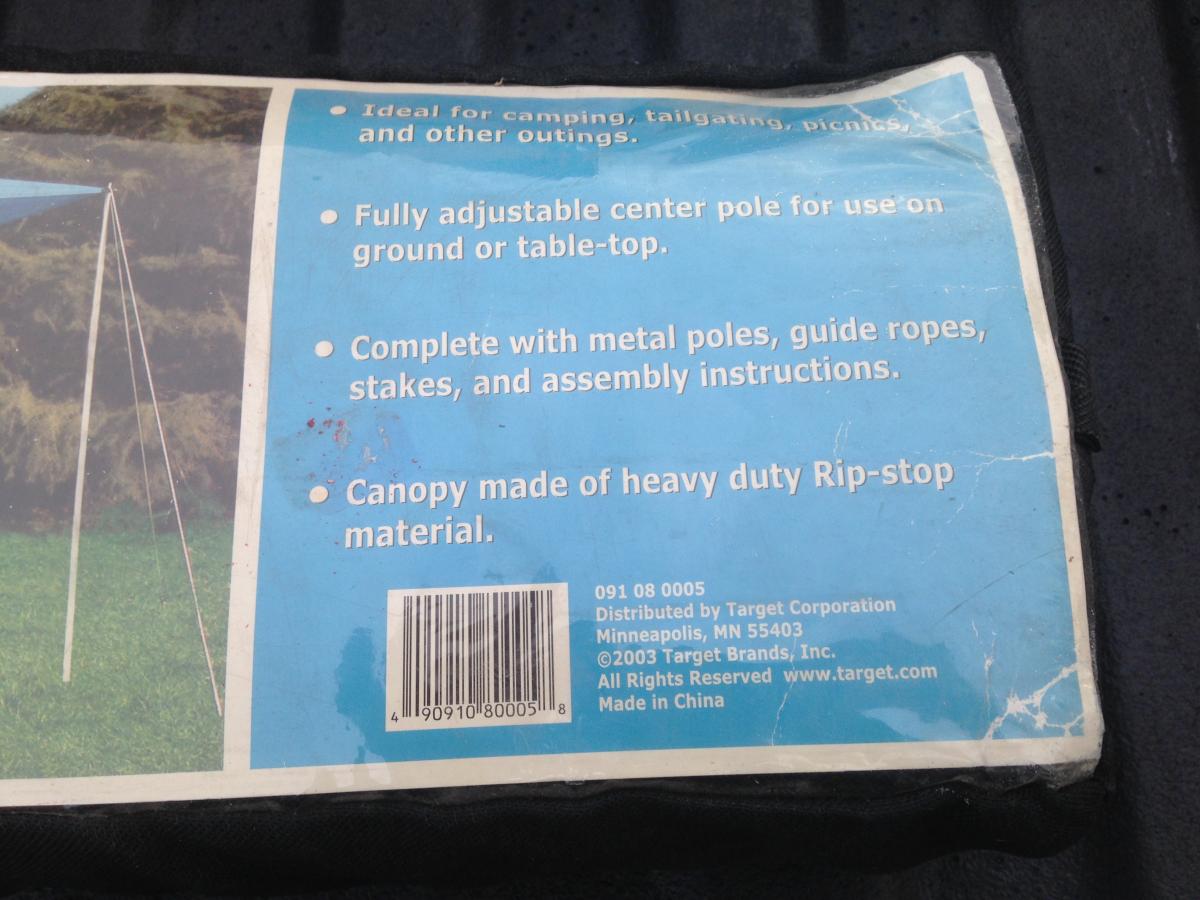 • Ideal for camping, tailgating, picnics,
and other outings.
• Fully adjustable center pole for use on
ground or table-top.
• Complete with metal poles, guide ropes,
stakes, and assembly instructions.
• Canopy made of heavy duty Rip-stop
material.
091 08 0005
Distributed by Target Corporation
Minneapolis, MN 55403
©2003 Target Brands, Inc.
All Rights Reserved www.target.com
Made in China
4 90910 80005 8